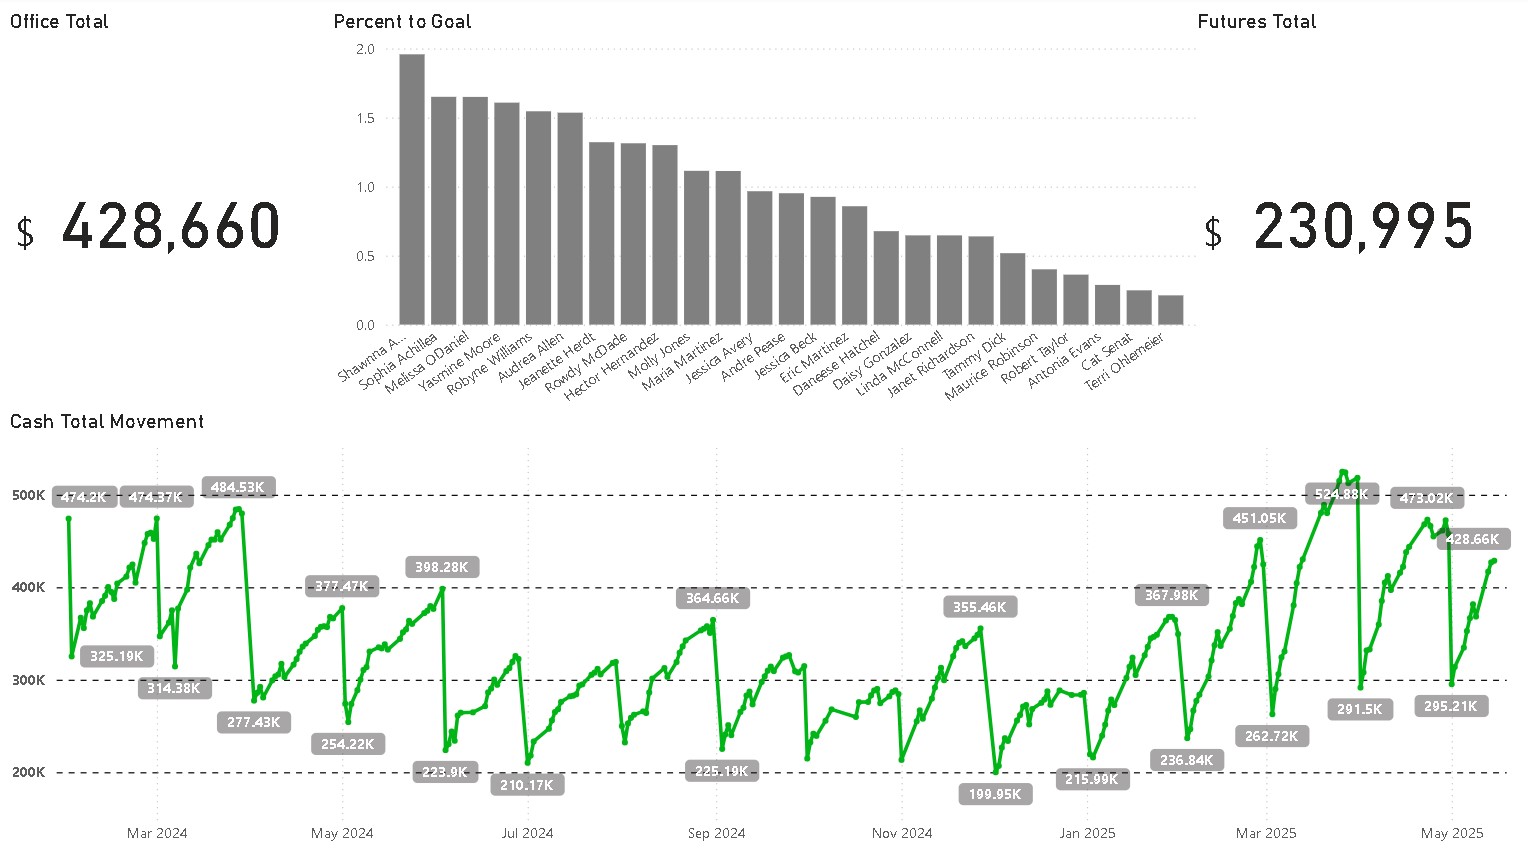 Office Total
$ 428,660
Percent to Goal
2.0
1.5
1.0
0.5
0.0
Shawna A...
Sophia Achillea
Melissa ODaniel
Yasmine Moore
Robyne Williams
Audrea Allen
Jeanette Herdt
Rowdy McDade
Hector Hernandez
Molly Jones
Maria Martinez
Jessica Avery
Andre Pease
Jessica Beck
Eric Martinez
Daneese Hatchel
Daisy Gonzalez
Linda McConnell
Janet Richardson
Tammy Dick
Maurice Robinson
Robert Taylor
Antonia Evans
Cat Senat
Terri Ohlemeier
Futures Total
$ 230,995
Cash Total Movement
500K
400K
300K
200K
474.2K
325.19K
474.37K
314.38K
484.53K
277.43K
377.47K
254.22K
398.28K
223.9K
210.17K
364.66K
225.19K
355.46K
199.95K
215.99K
367.98K
236.84K
451.05K
262.72K
524.88K
291.5K
473.02K
295.21K
428.66K
Mar 2024
May 2024
Jul 2024
Sep 2024
Nov 2024
Jan 2025
Mar 2025
May 2025